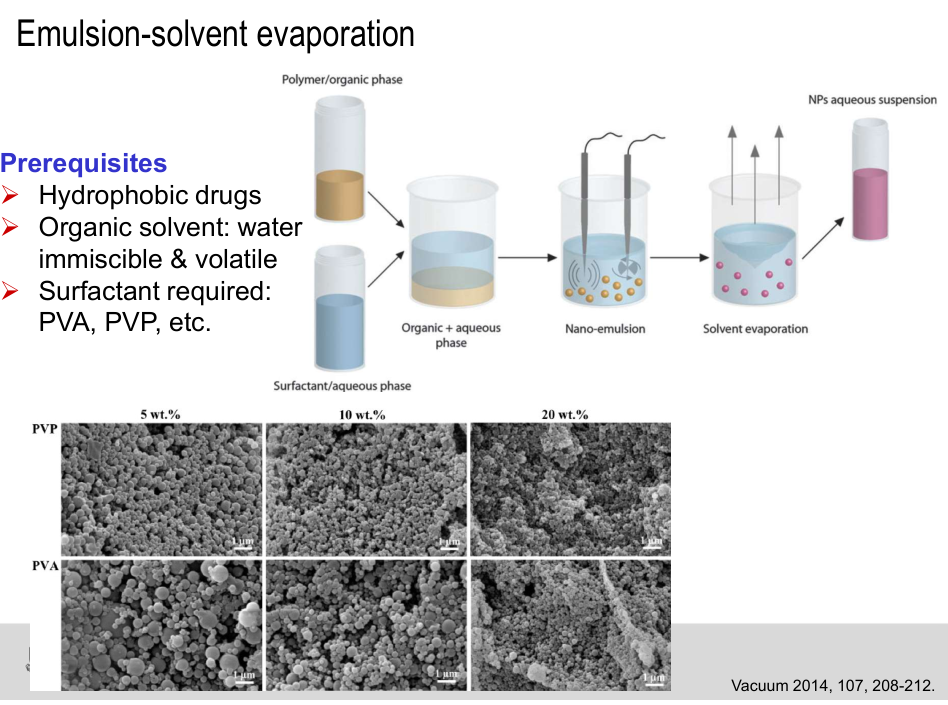 Emulsion-solvent evaporation
Polymer/organic phase
NPs aqueous suspension
Prerequisites
Hydrophobic drugs
Organic solvent: water
immiscible & volatile
Surfactant required:
PVA, PVP, etc.
Organic + aqueous
phase
Nano-emulsion
Solvent evaporation
Surfactant/aqueous phase
5 wt.% 10 wt.% 20 wt.%
PVP
1 μm 1 μm 1 μm
PVA
1 μm 1 μm 1 μm
Vacuum 2014, 107, 208-212.